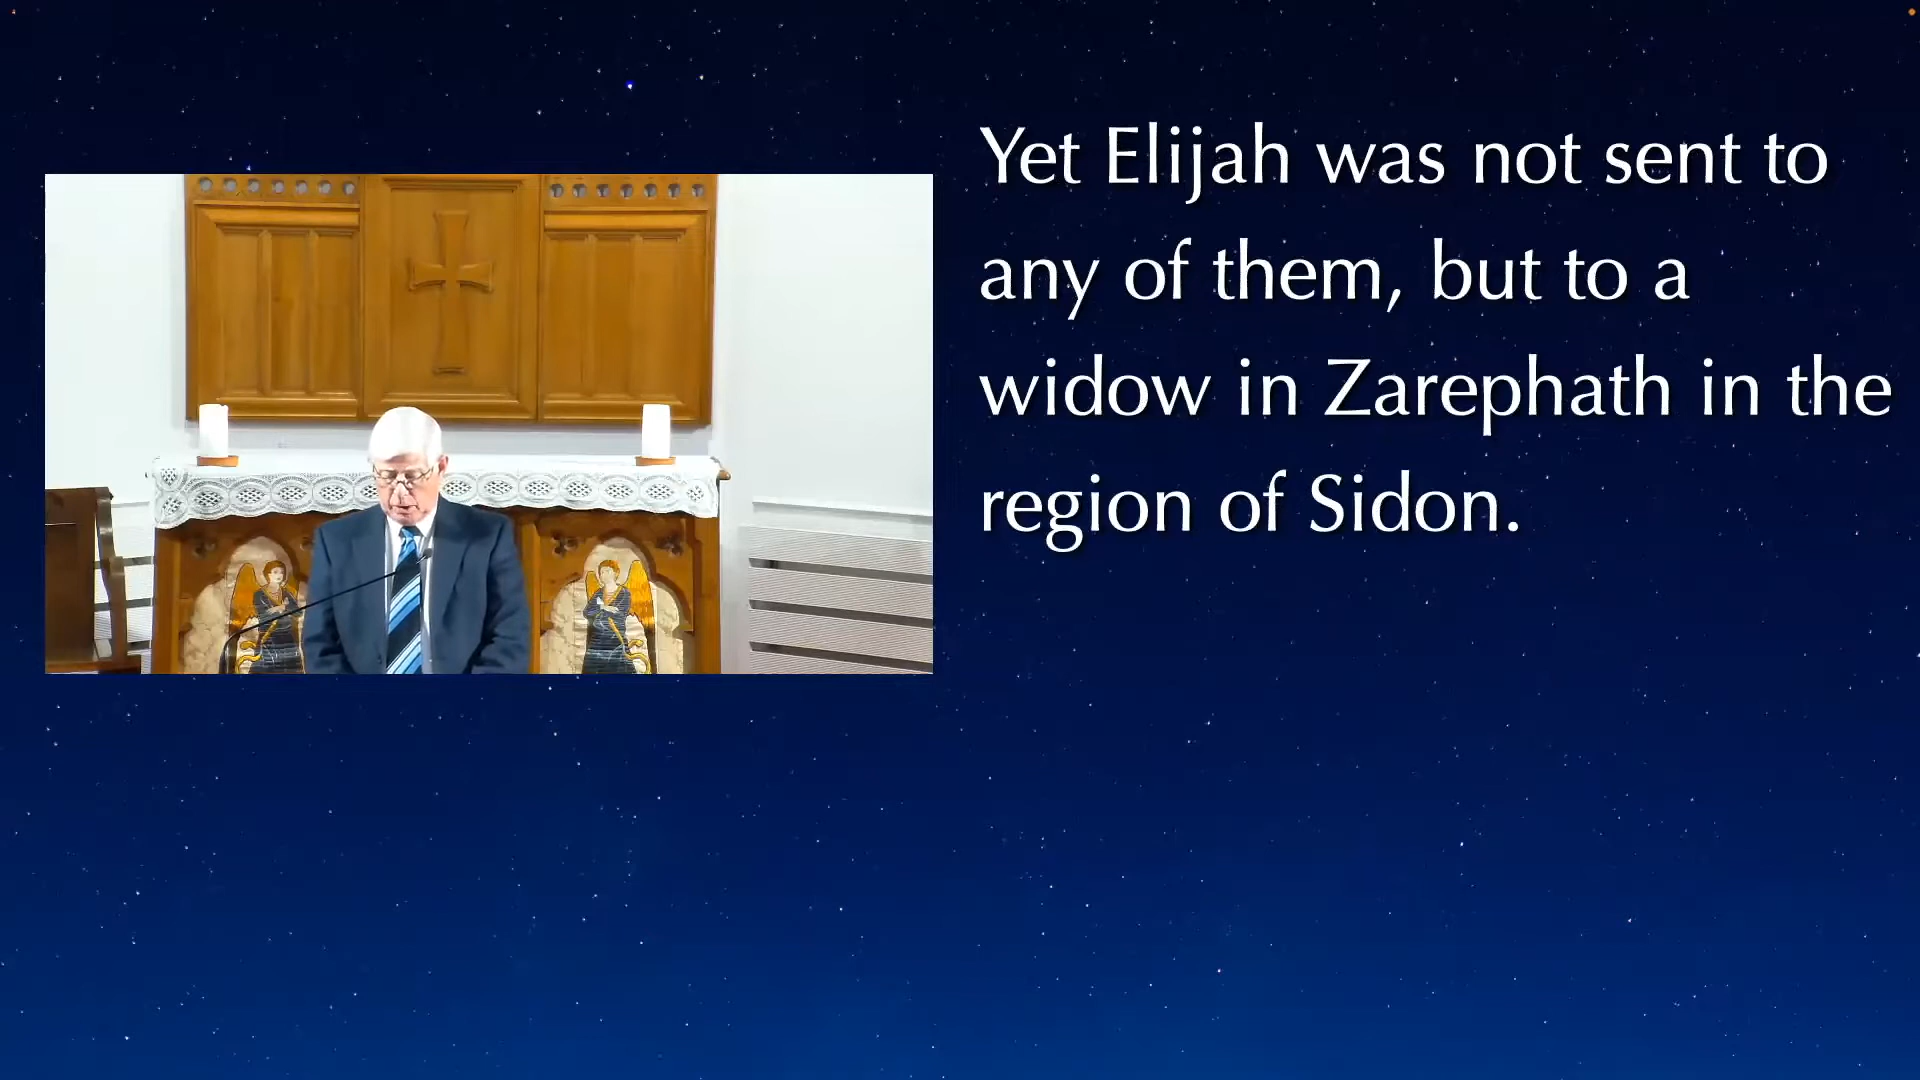 Yet Elijah was not sent to
any of them, but to a
widow in Zarephath in the
region of Sidon.